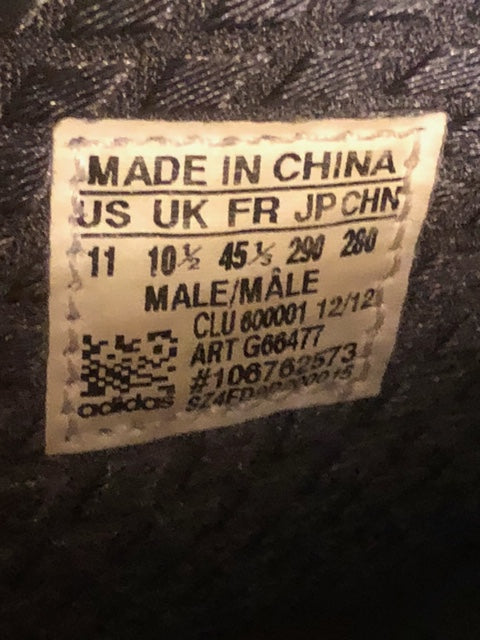 MADE IN CHINA
US UK FR JP CHN
11 10½ 45⅓ 290 280
MALE/MÂLE
CLU 600001 12/12
ART G66477
#106762573
adidas